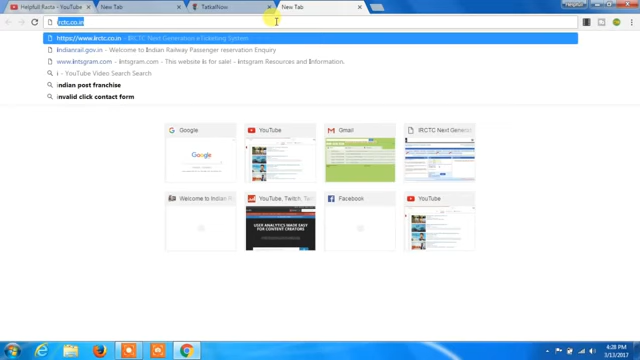 Helpfull Rasta - YouTube
New Tab
TatkalNow
New Tab
Helpfull
irctc.co.in
https://www.irctc.co.in — IRCTC Next Generation eTicketing System
indianrail.gov.in - Welcome to Indian Railway Passenger reservation Enquiry
www.intsgram.com - This website is for sale! - intsgram Resources and Information.
i - YouTube Video Search Search
indian post franchise
invalid click contact form
Google
YouTube
Gmail
IRCTC Next Generati
Google
Welcome to Indian R
YouTube, Twitch, Tw
Facebook
YouTube
USER ANALYTICS MADE EASY
FOR CONTENT CREATORS
4:28 PM
3/13/2017